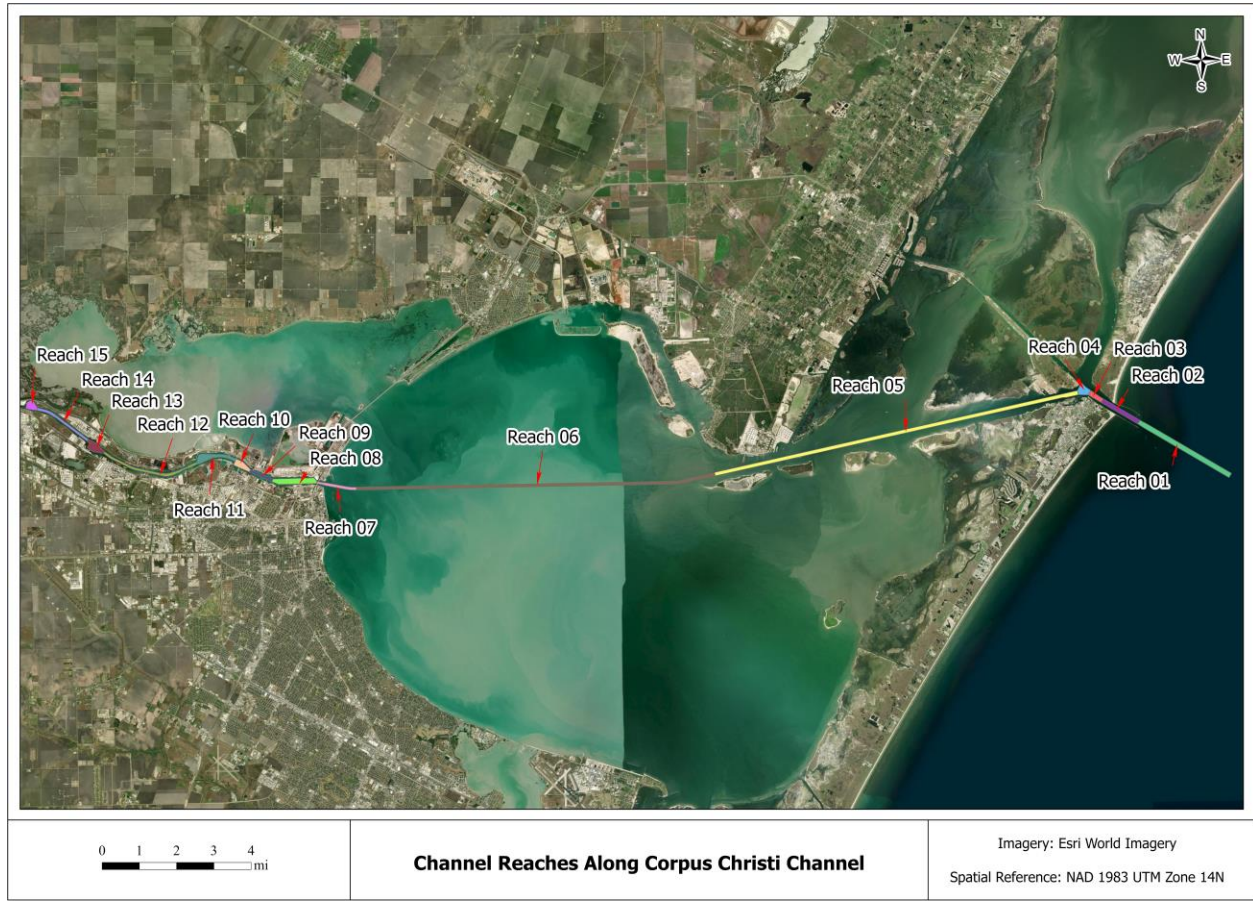 N
W E
S
Reach 15
Reach 14
Reach 13
Reach 12
Reach 11
Reach 10
Reach 09
Reach 08
Reach 07
Reach 06
Reach 05
Reach 04
Reach 03
Reach 02
Reach 01
0 1 2 3 4
mi
Channel Reaches Along Corpus Christi Channel
Imagery: Esri World Imagery
Spatial Reference: NAD 1983 UTM Zone 14N